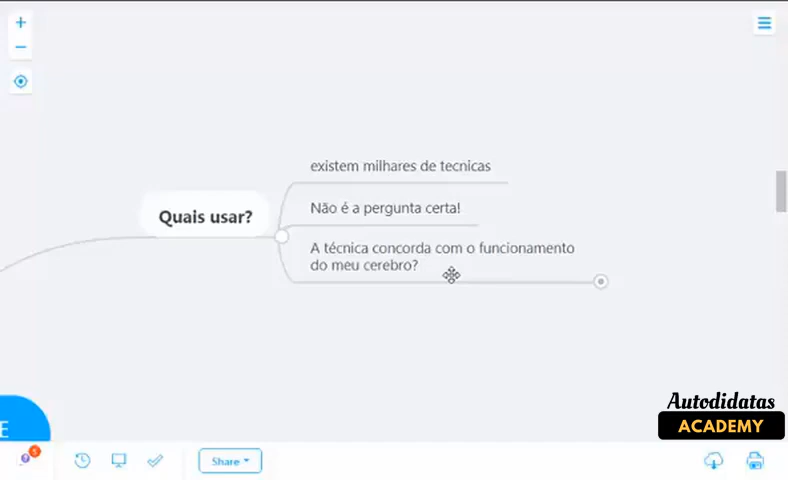 existem milhares de tecnicas
Quais usar?
Não é a pergunta certa!
A técnica concorda com o funcionamento
do meu cerebro?
E
Autodidatas
ACADEMY
Share